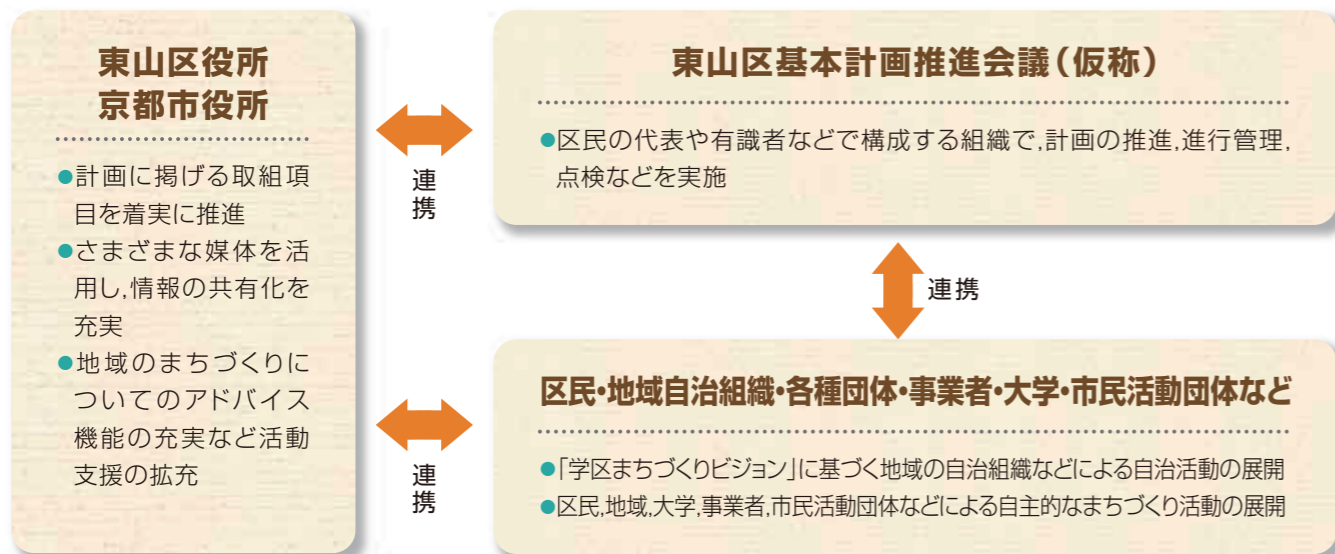 東山区役所
京都市役所
●計画に掲げる取組項
目を着実に推進
●さまざまな媒体を活
用し,情報の共有化を
充実
●地域のまちづくりに
ついてのアドバイス
機能の充実など活動
支援の拡充
連携
連携
東山区基本計画推進会議(仮称)
●区民の代表や有識者などで構成する組織で,計画の推進,進行管理,
点検などを実施
連携
区民・地域自治組織・各種団体・事業者・大学・市民活動団体など
●「学区まちづくりビジョン」に基づく地域の自治組織などによる自治活動の展開
●区民,地域,大学,事業者,市民活動団体などによる自主的なまちづくり活動の展開